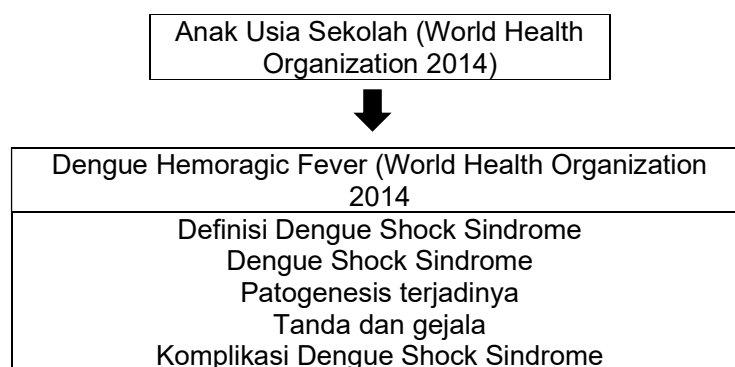 Anak Usia Sekolah (World Health
Organization 2014)
Dengue Hemoragic Fever (World Health Organization
2014
Definisi Dengue Shock Sindrome
Dengue Shock Sindrome
Patogenesis terjadinya
Tanda dan gejala
Komplikasi Dengue Shock Sindrome